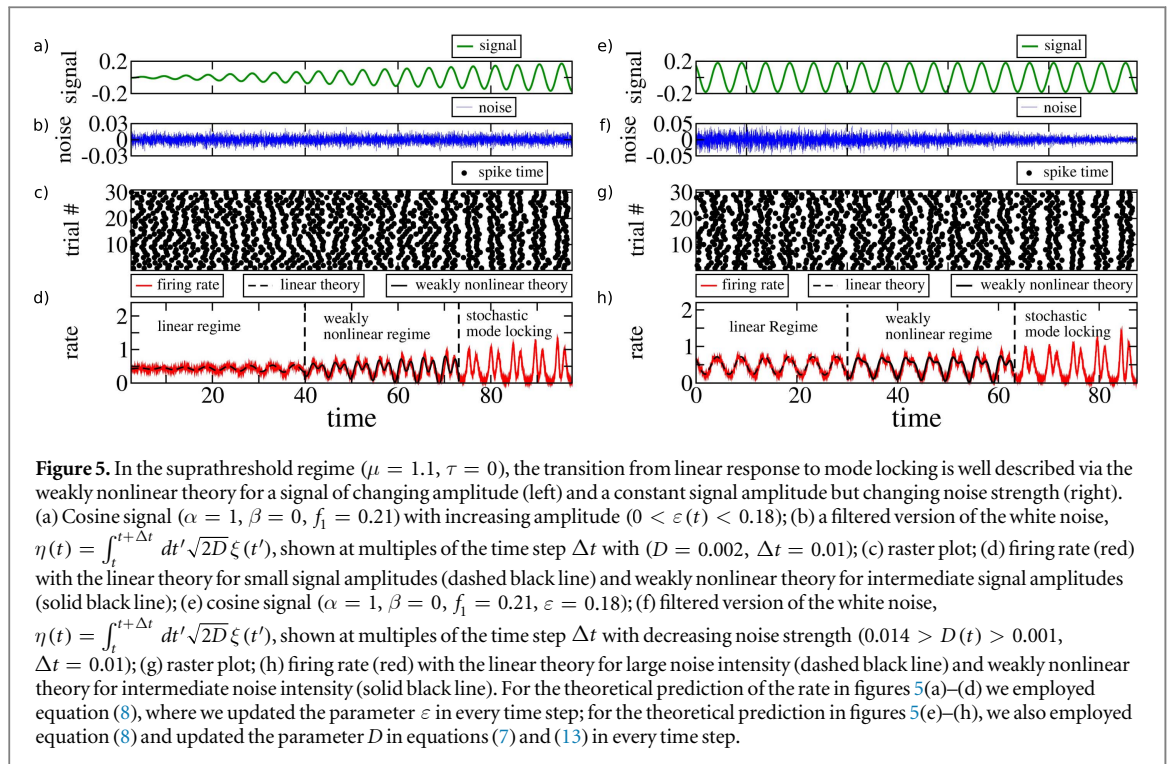 a)
signal
signal
0.2
-0.2
noise
b)
noise
0.03
0
-0.03
spike time
c)
trial #
30
20
10
firing rate
linear theory
weakly nonlinear theory
d)
rate
2
1
0
linear regime
weakly
nonlinear regime
stochastic
mode locking
20
40
60
80
time
e)
signal
signal
0.2
-0.2
noise
f)
noise
0.05
0
-0.05
spike time
g)
trial #
30
20
10
firing rate
linear theory
weakly nonlinear theory
h)
rate
2
1
0
linear Regime
weakly
nonlinear regime
stochastic
mode locking
0
20
40
60
80
time
Figure 5. In the suprathreshold regime (μ = 1.1, τ = 0), the transition from linear response to mode locking is well described via the
weakly nonlinear theory for a signal of changing amplitude (left) and a constant signal amplitude but changing noise strength (right).
(a) Cosine signal (α = 1, β = 0, f₁ = 0.21) with increasing amplitude (0 < ε(t) < 0.18); (b) a filtered version of the white noise,
η(t) = ∫ₜ^{t+Δt} dt′√2D ξ(t′), shown at multiples of the time step Δt with (D = 0.002, Δt = 0.01); (c) raster plot; (d) firing rate (red)
with the linear theory for small signal amplitudes (dashed black line) and weakly nonlinear theory for intermediate signal amplitudes
(solid black line); (e) cosine signal (α = 1, β = 0, f₁ = 0.21, ε = 0.18); (f) filtered version of the white noise,
η(t) = ∫ₜ^{t+Δt} dt′√2D ξ(t′), shown at multiples of the time step Δt with decreasing noise strength (0.014 > D(t) > 0.001,
Δt = 0.01); (g) raster plot; (h) firing rate (red) with the linear theory for large noise intensity (dashed black line) and weakly nonlinear
theory for intermediate noise intensity (solid black line). For the theoretical prediction of the rate in figures 5(a)–(d) we employed
equation (8), where we updated the parameter ε in every time step; for the theoretical prediction in figures 5(e)–(h), we also employed
equation (8) and updated the parameter D in equations (7) and (13) in every time step.